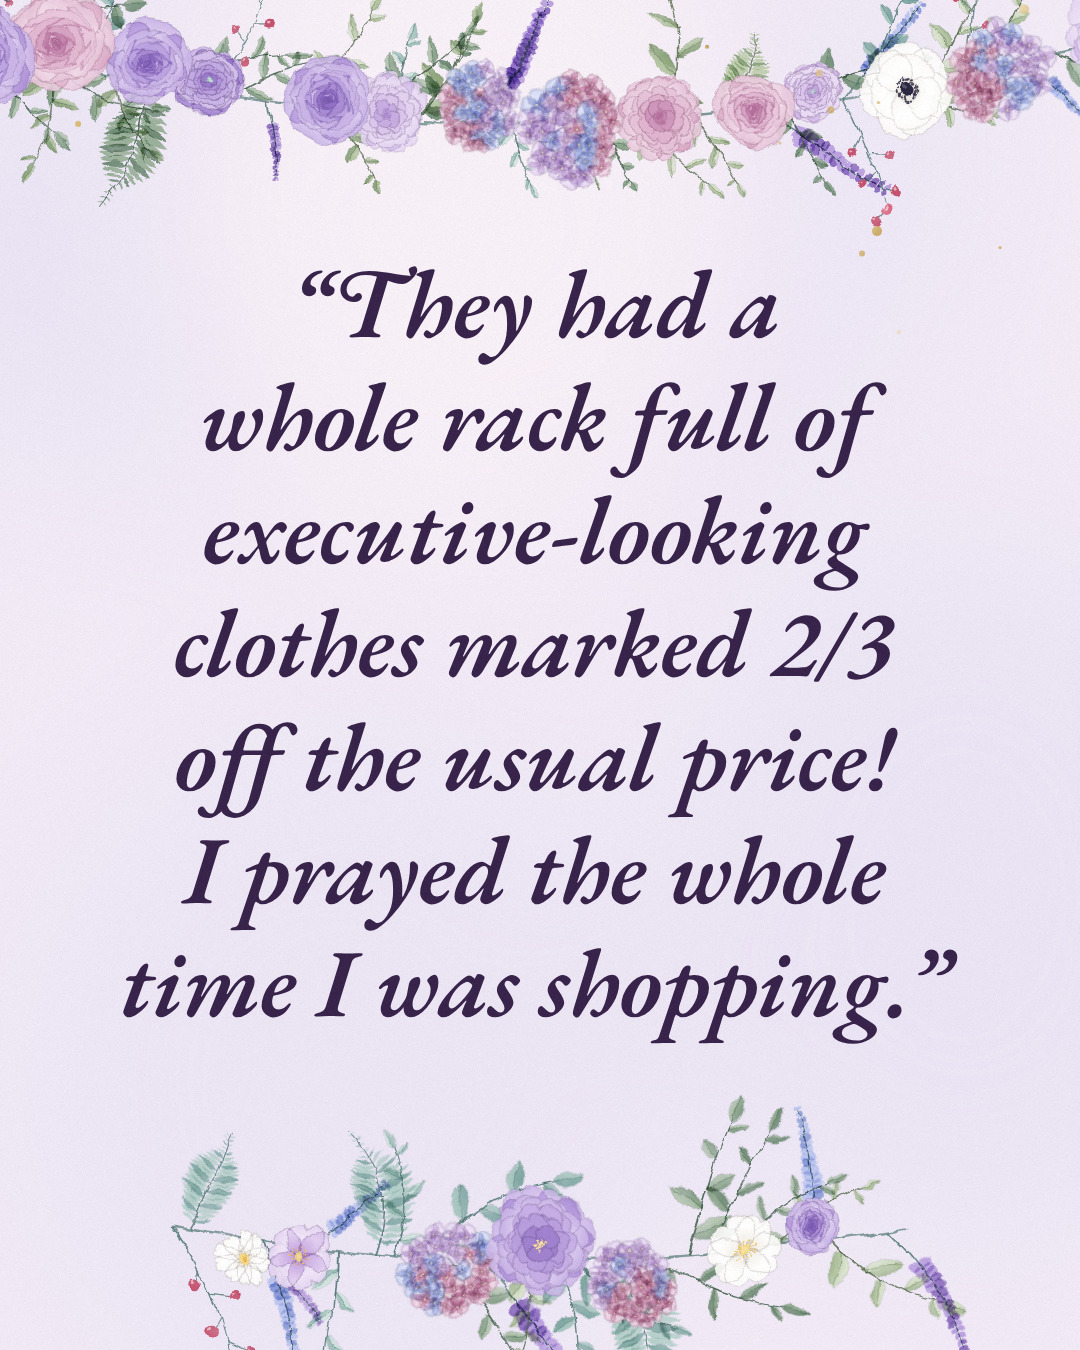 “They had a
whole rack full of
executive-looking
clothes marked 2/3
off the usual price!
I prayed the whole
time I was shopping.”